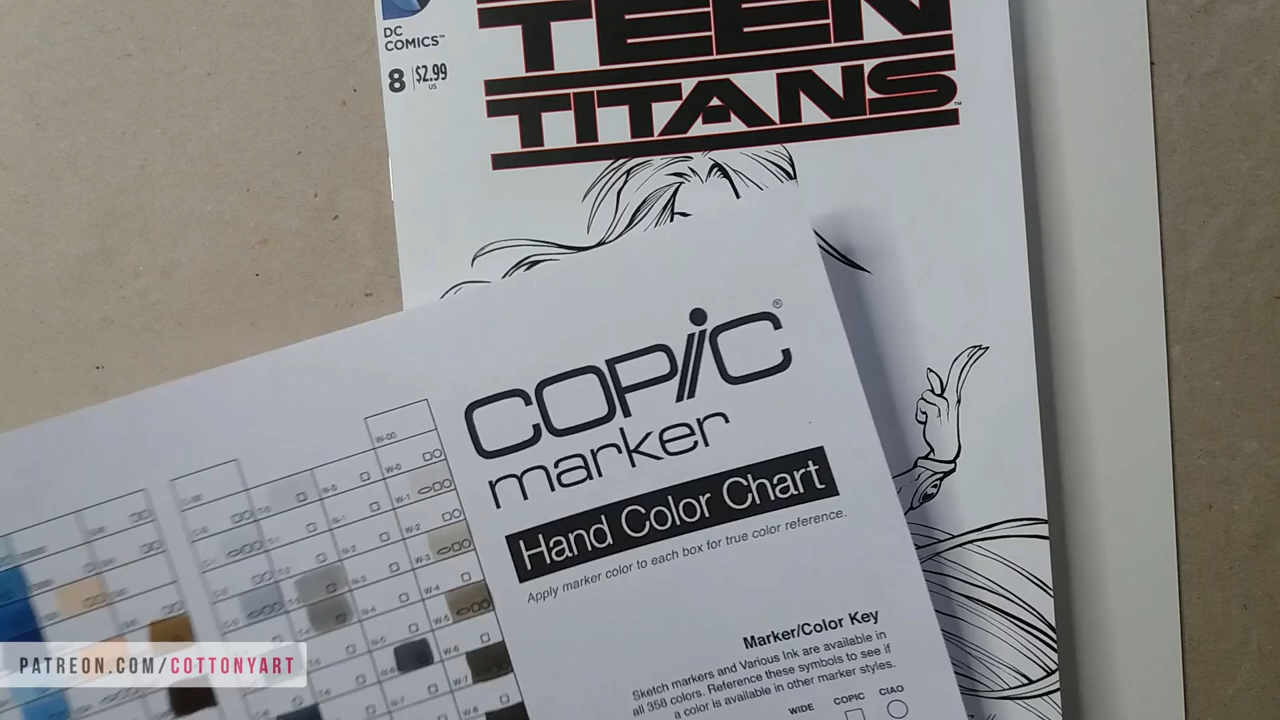 DC
COMICS™
8 $2.99
US
TEEN
TITANS™
COPIC®
marker
Hand Color Chart
Apply marker color to each box for true color reference.
Marker/Color Key
Sketch markers and Various Ink are available in
all 358 colors. Reference these symbols to see if
a color is available in other marker styles.
WIDE COPIC CIAO
W-00
W-0
W-1
W-2
W-3
W-4
W-5
W-6
W-7
W-8
PATREON.COM/COTTONYART